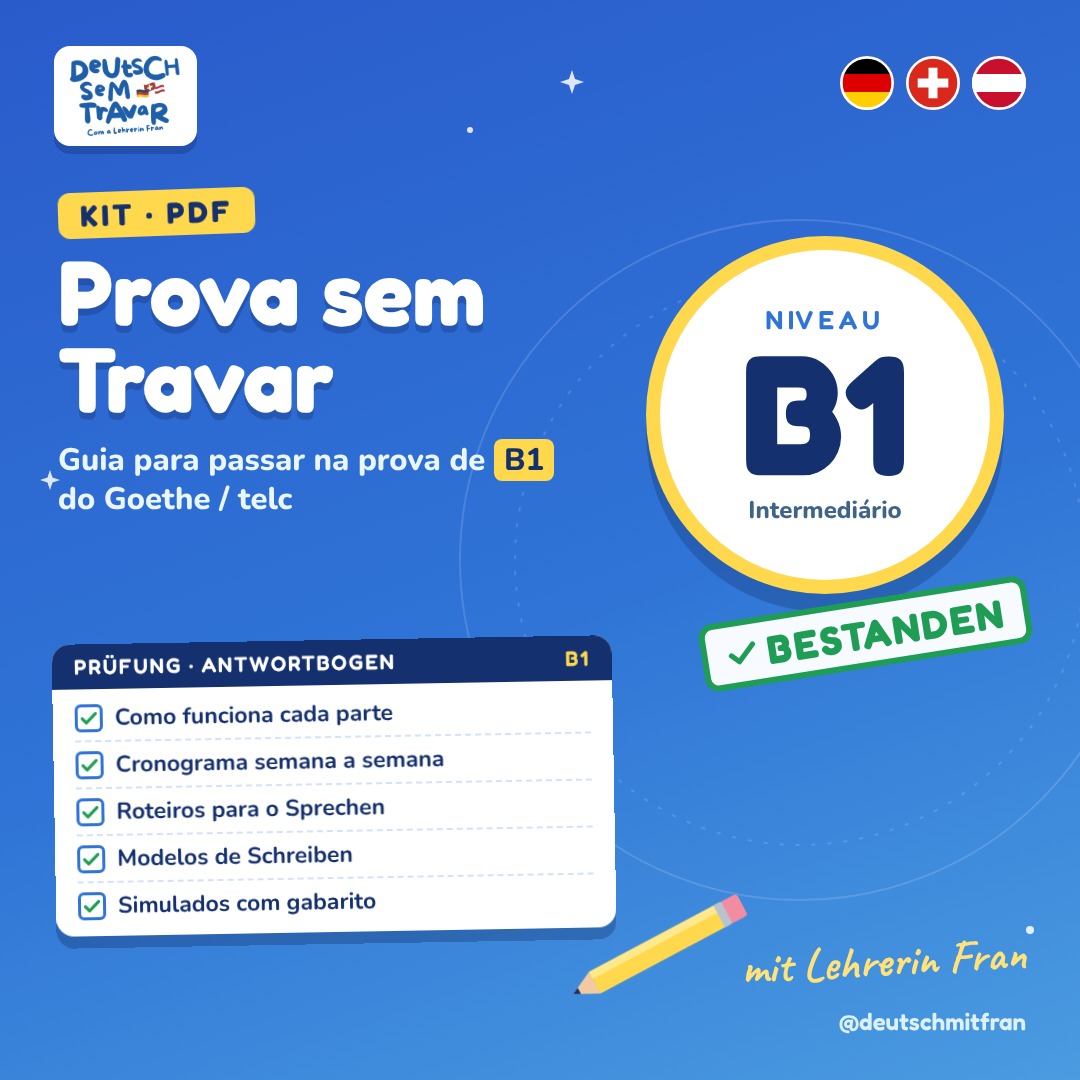 DeUtsCH
SeM
TrAvaR
Com a Lehrerin Fran
KIT · PDF
Prova sem
Travar
Guia para passar na prova de B1
do Goethe / telc
NIVEAU
B1
Intermediário
✓ BESTANDEN
PRÜFUNG · ANTWORTBOGEN B1
Como funciona cada parte
Cronograma semana a semana
Roteiros para o Sprechen
Modelos de Schreiben
Simulados com gabarito
mit Lehrerin Fran
@deutschmitfran